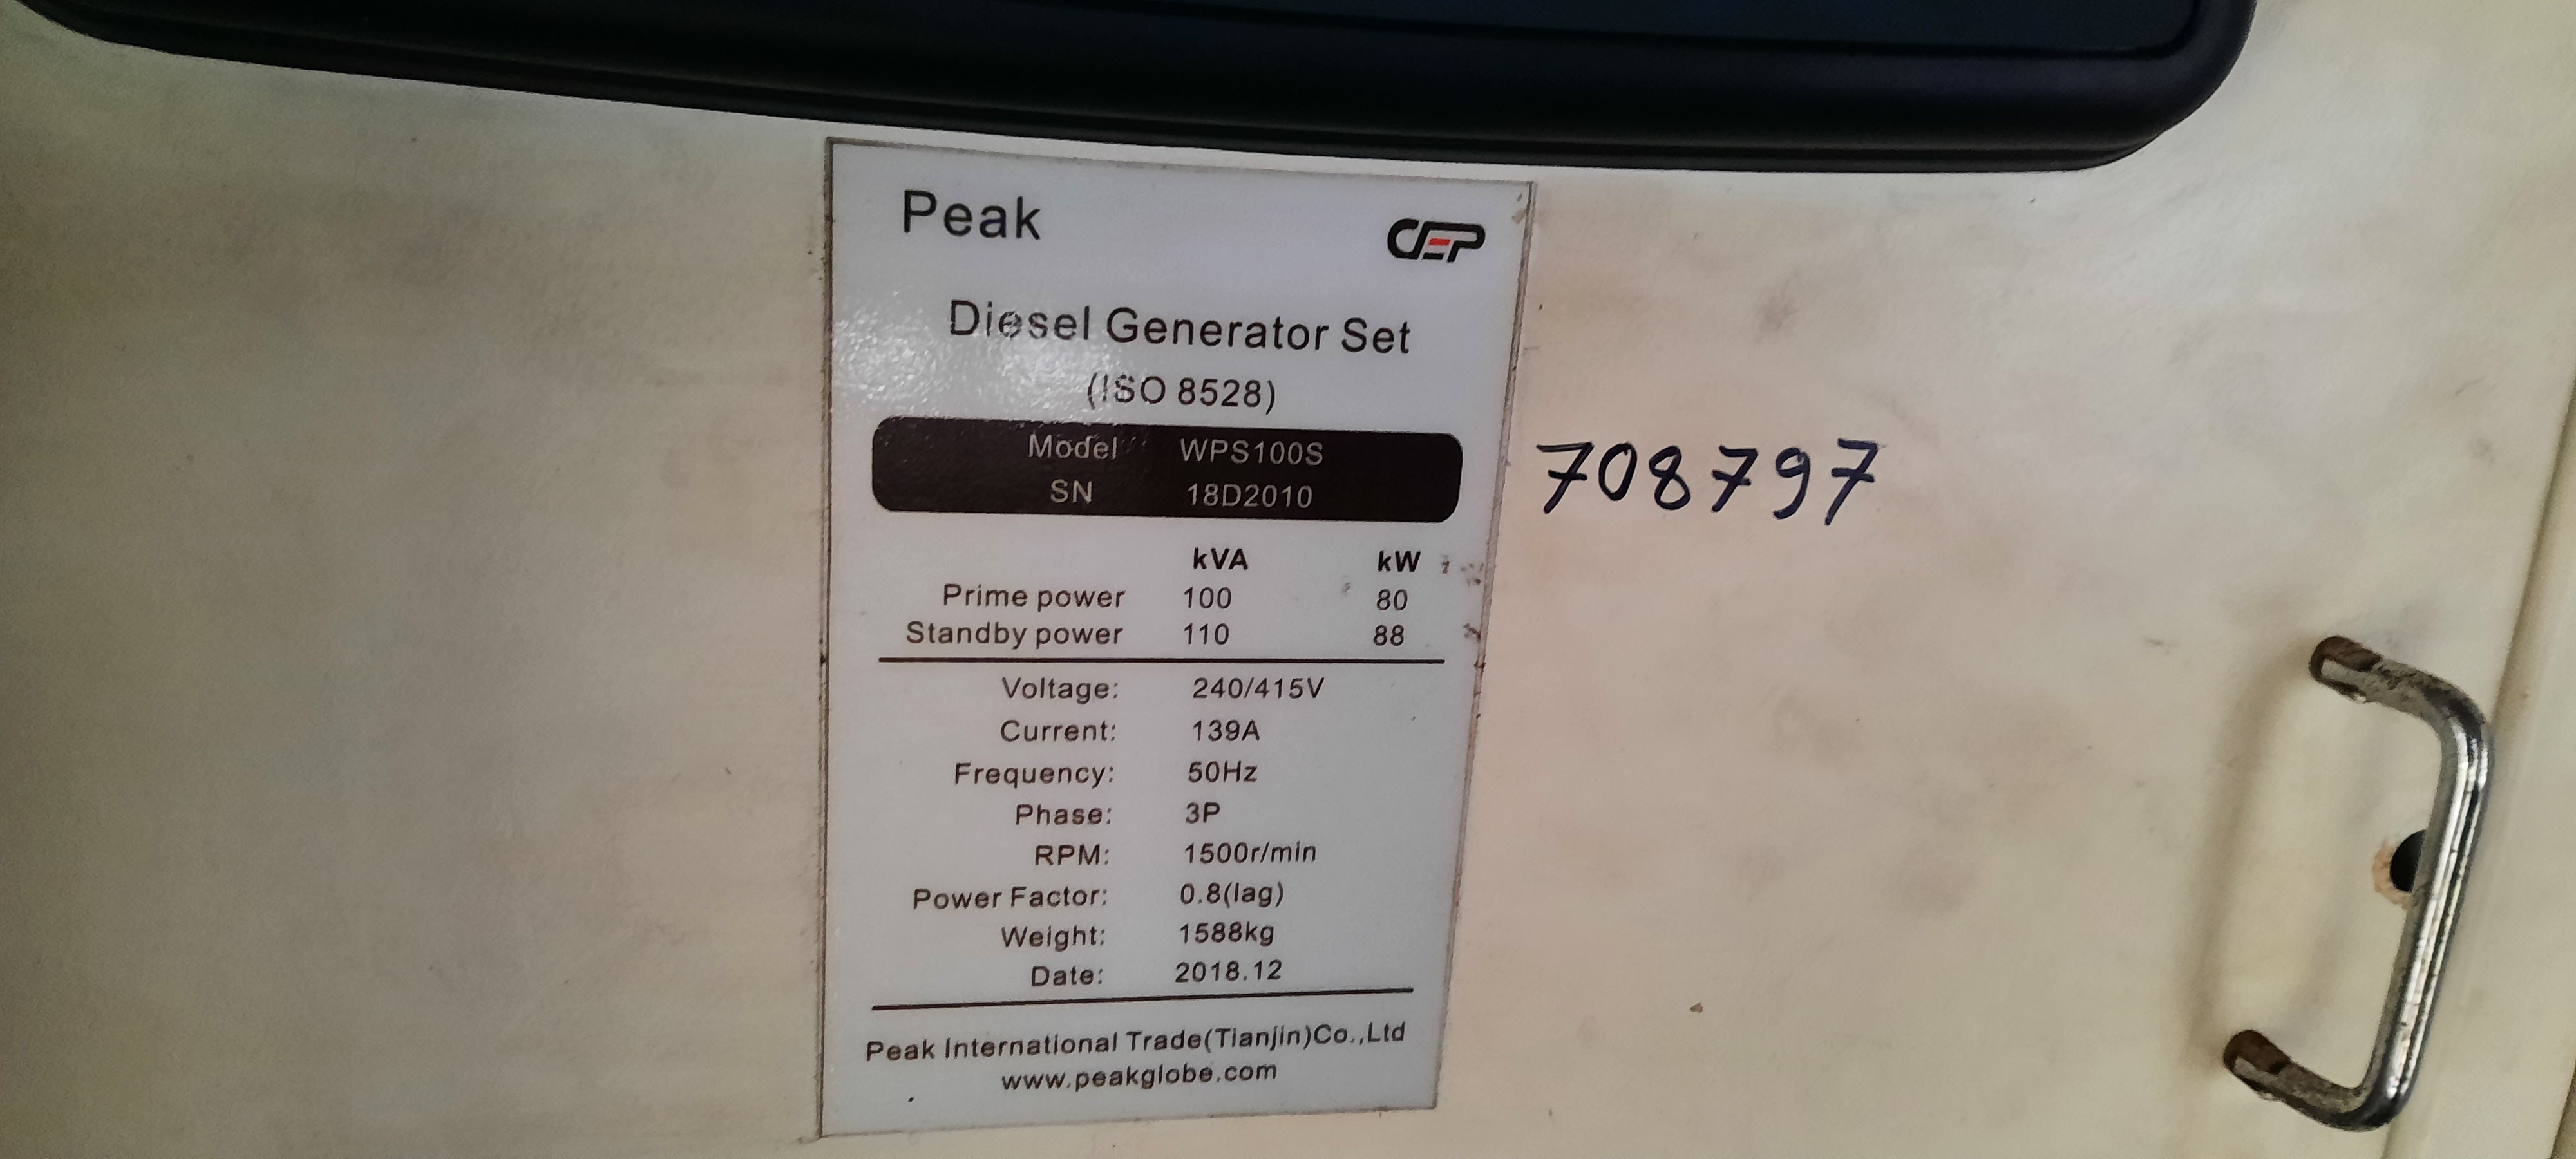 Peak
CEP
Diesel Generator Set
(ISO 8528)
Model WPS100S
SN 18D2010
708797
kVA kW
Prime power 100 80
Standby power 110 88
Voltage: 240/415V
Current: 139A
Frequency: 50Hz
Phase: 3P
RPM: 1500r/min
Power Factor: 0.8(lag)
Weight: 1588kg
Date: 2018.12
Peak International Trade(Tianjin)Co.,Ltd
www.peakglobe.com